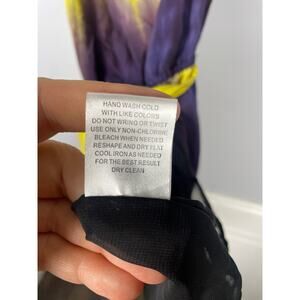 HAND WASH COLD
WITH LIKE COLORS
DO NOT WRING OR TWIST
USE ONLY NON-CHLORINE
BLEACH WHEN NEEDED
RESHAPE AND DRY FLAT
COOL IRON AS NEEDED
FOR THE BEST RESULT
DRY CLEAN